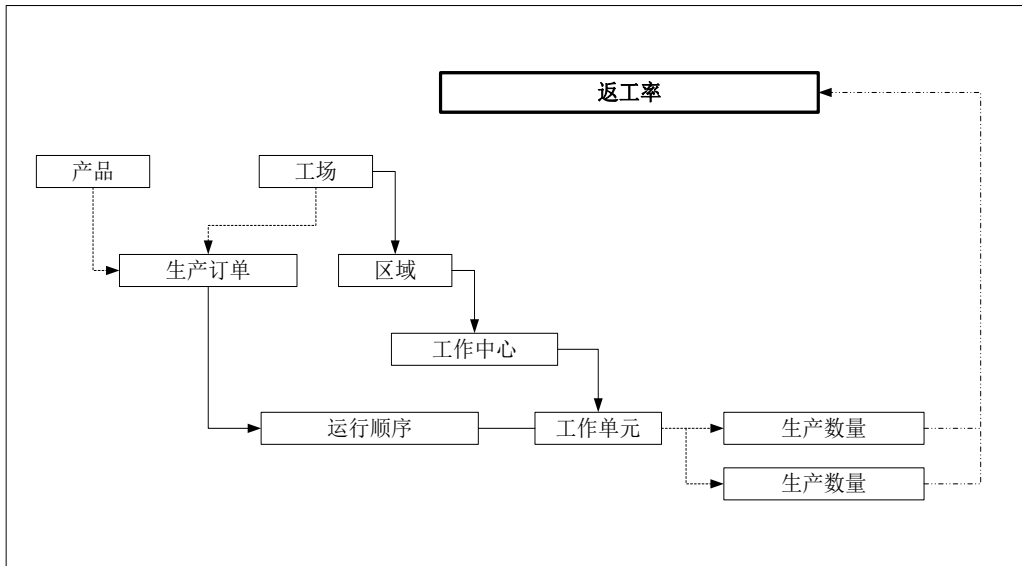 返工率
产品
工场
生产订单
区域
工作中心
运行顺序
工作单元
生产数量
生产数量